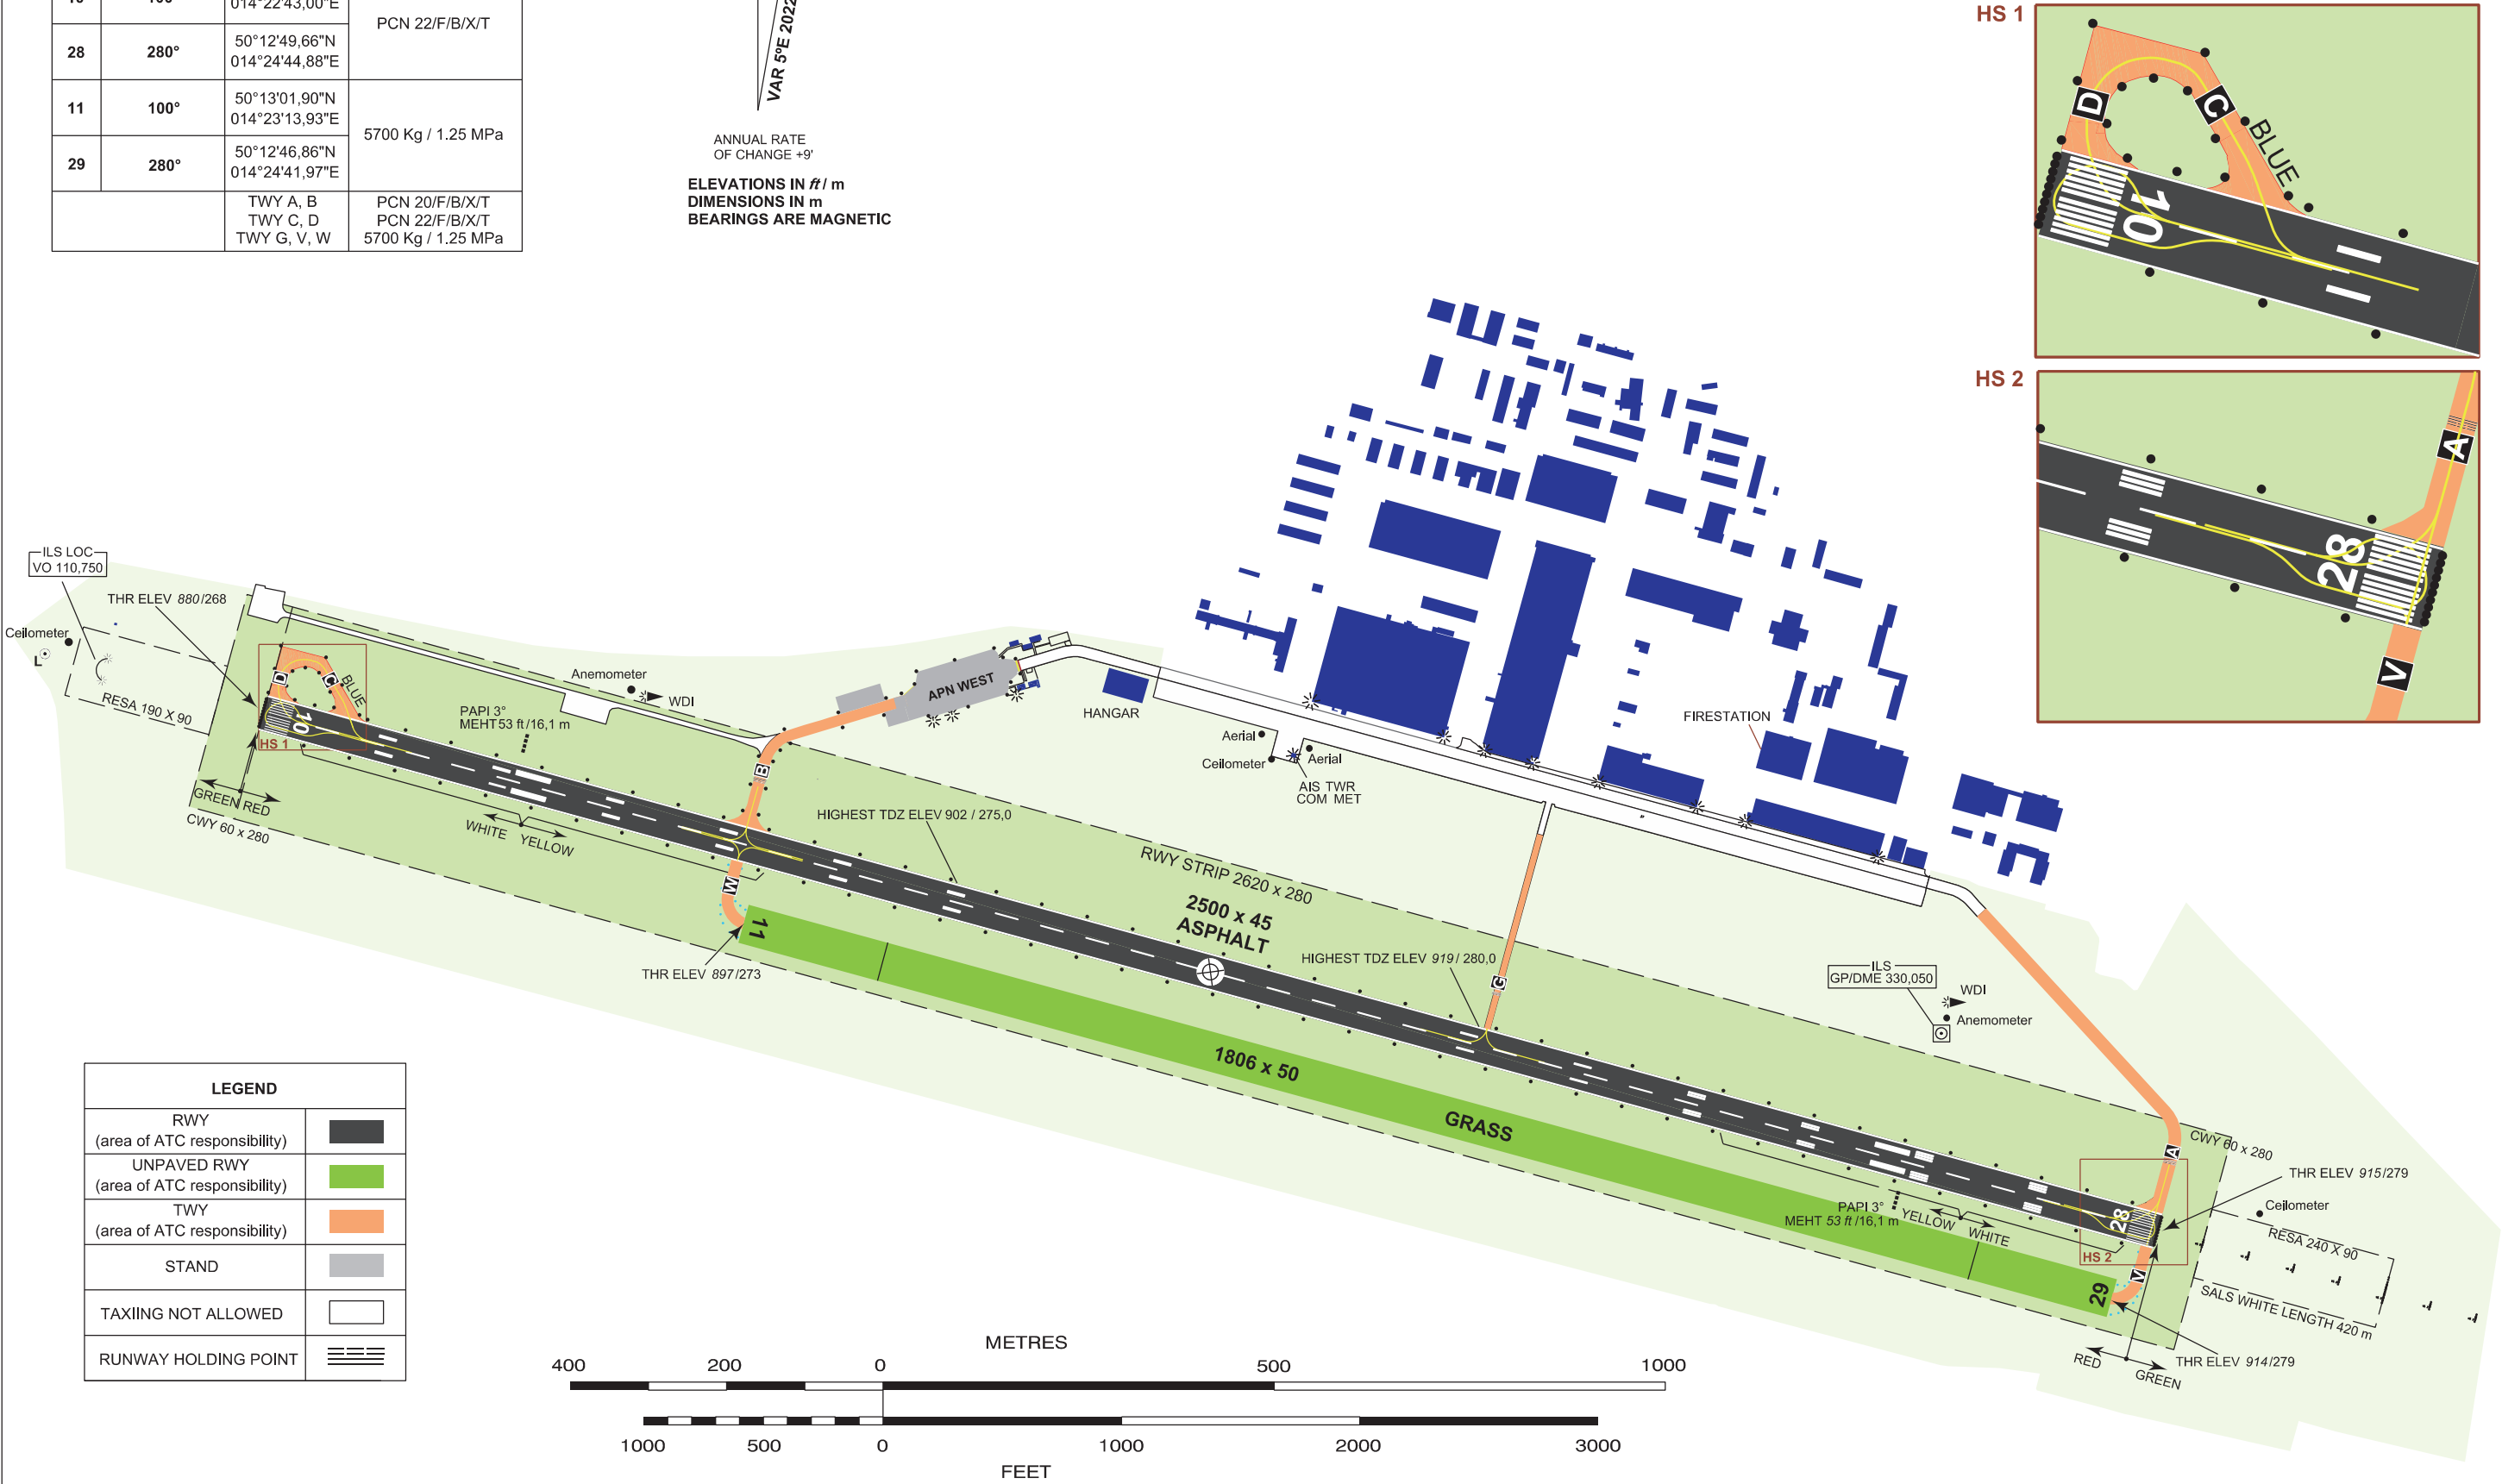 014°22'43,00"E
PCN 22/F/B/X/T
28
280°
50°12'49,66"N
014°24'44,88"E
11
100°
50°13'01,90"N
014°23'13,93"E
5700 Kg / 1.25 MPa
29
280°
50°12'46,86"N
014°24'41,97"E
TWY A, B
TWY C, D
TWY G, V, W
PCN 20/F/B/X/T
PCN 22/F/B/X/T
5700 Kg / 1.25 MPa
VAR 5°E 2022
ANNUAL RATE
OF CHANGE +9'
ELEVATIONS IN ft / m
DIMENSIONS IN m
BEARINGS ARE MAGNETIC
HS 1
D
C
BLUE
10
HS 2
A
28
V
ILS LOC
VO 110,750
THR ELEV 880/268
Ceilometer
L
RESA 190 X 90
D
C
BLUE
10
HS 1
GREEN RED
CWY 60 x 280
Anemometer
WDI
PAPI 3°
MEHT 53 ft/16,1 m
WHITE YELLOW
B
W
11
THR ELEV 897/273
APN WEST
HANGAR
Aerial
Ceilometer
Aerial
AIS TWR
COM MET
FIRESTATION
HIGHEST TDZ ELEV 902 / 275,0
RWY STRIP 2620 x 280
2500 x 45
ASPHALT
HIGHEST TDZ ELEV 919/ 280,0
G
1806 x 50
GRASS
ILS
GP/DME 330,050
WDI
Anemometer
A
CWY 60 x 280
THR ELEV 915/279
Ceilometer
RESA 240 X 90
SALS WHITE LENGTH 420 m
PAPI 3°
MEHT 53 ft /16,1 m
YELLOW WHITE
28
HS 2
V
29
THR ELEV 914/279
RED GREEN
LEGEND
RWY
(area of ATC responsibility)
UNPAVED RWY
(area of ATC responsibility)
TWY
(area of ATC responsibility)
STAND
TAXIING NOT ALLOWED
RUNWAY HOLDING POINT
METRES
400 200 0 500 1000
1000 500 0 1000 2000 3000
FEET